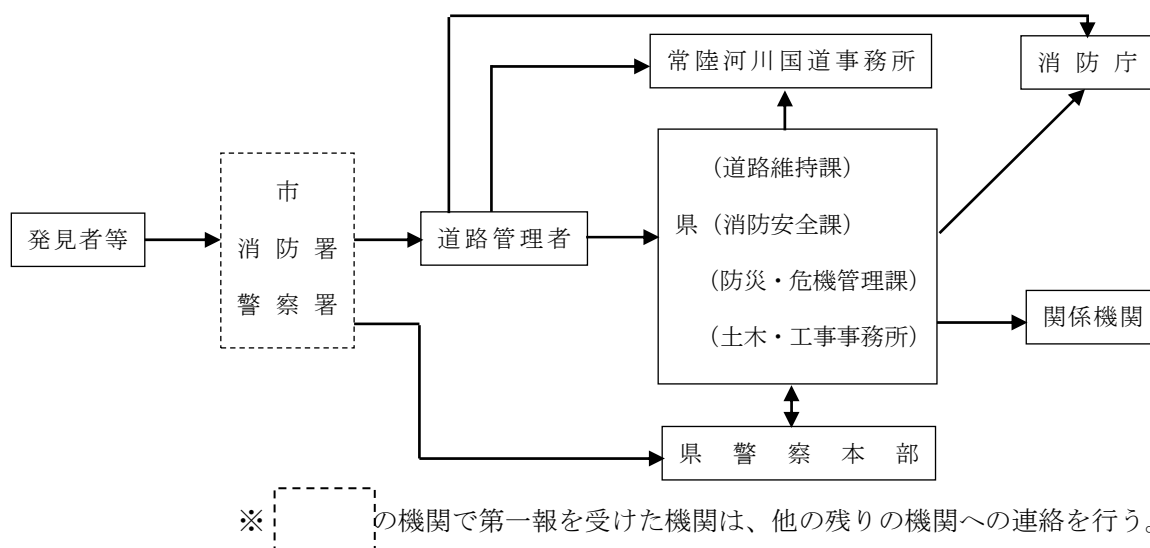 常陸河川国道事務所
消防庁
(道路維持課)
市
発見者等
消防署
道路管理者
県(消防安全課)
警察署
(防災・危機管理課)
関係機関
(土木・工事事務所)
県警察本部
※ の機関で第一報を受けた機関は、他の残りの機関への連絡を行う。